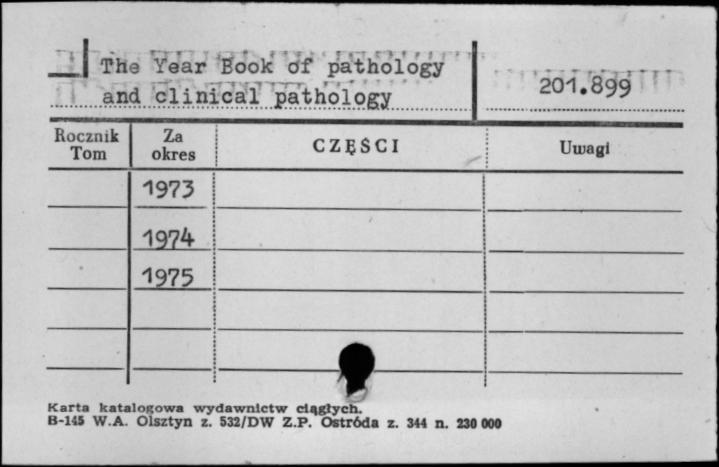 The Year Book of pathology
and clinical pathology
201.899
Rocznik Tom
Za okres
CZĘŚCI
Uwagi
1973
1974
1975
Karta katalogowa wydawnictw ciągłych.
B-145 W.A. Olsztyn z. 532/DW Z.P. Ostróda z. 344 n. 230 000